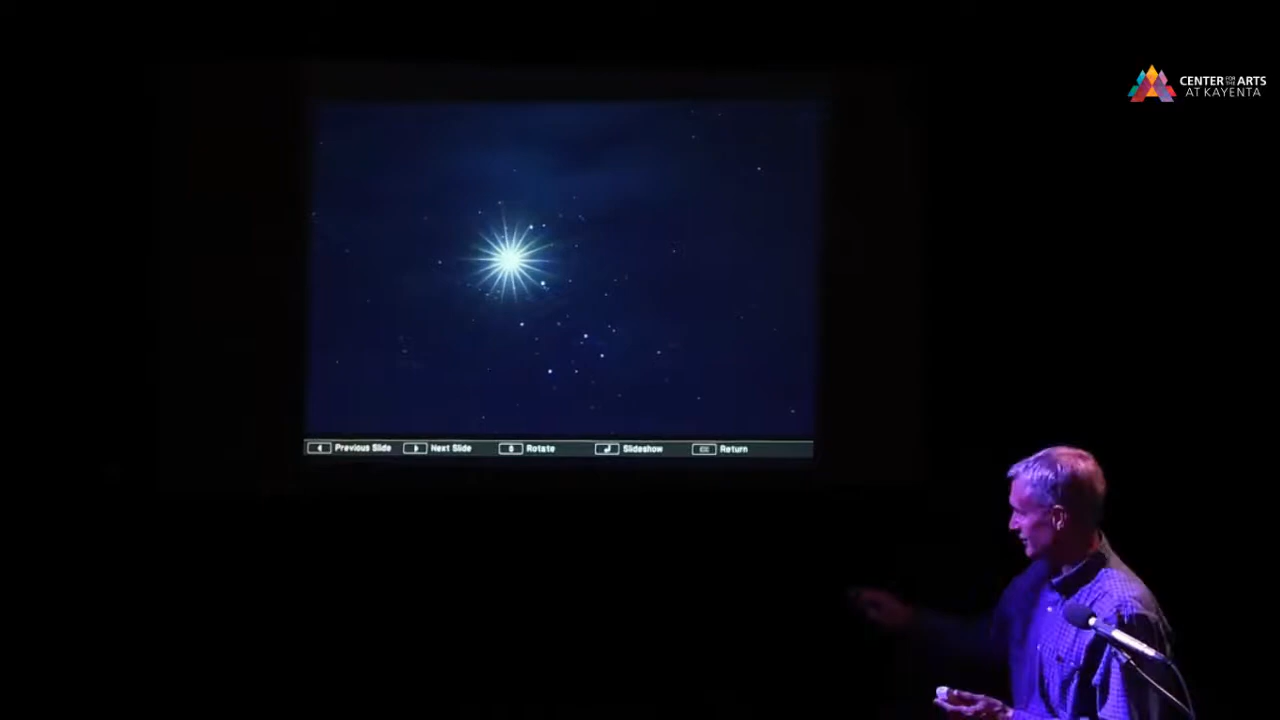 CENTER FOR THE ARTS
AT KAYENTA
Previous Slide Next Slide Rotate Slideshow Return